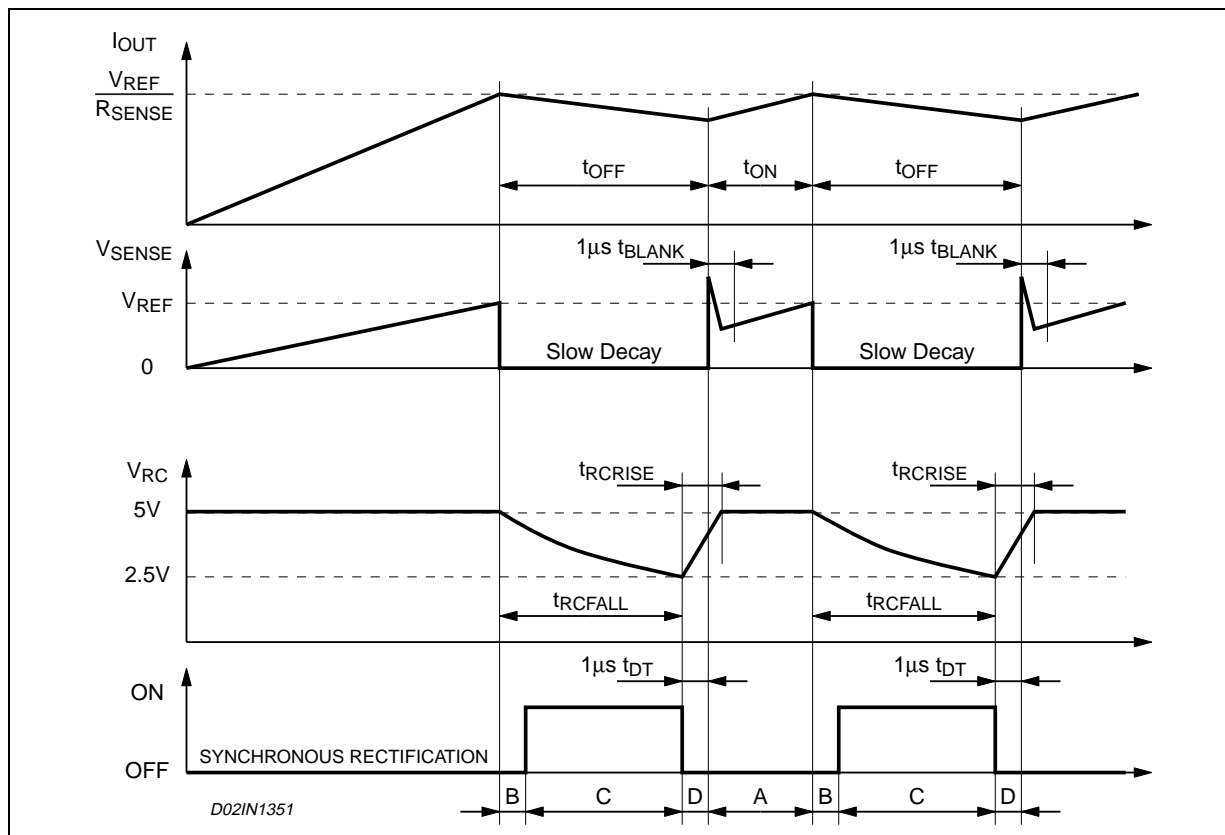 IOUT
VREF
RSENSE
tOFF tON tOFF
VSENSE
1μs tBLANK 1μs tBLANK
VREF
Slow Decay Slow Decay
0
VRC
tRCRISE tRCRISE
5V
2.5V
tRCFALL tRCFALL
1μs tDT 1μs tDT
ON
SYNCHRONOUS RECTIFICATION
OFF
B C D A B C D
D02IN1351